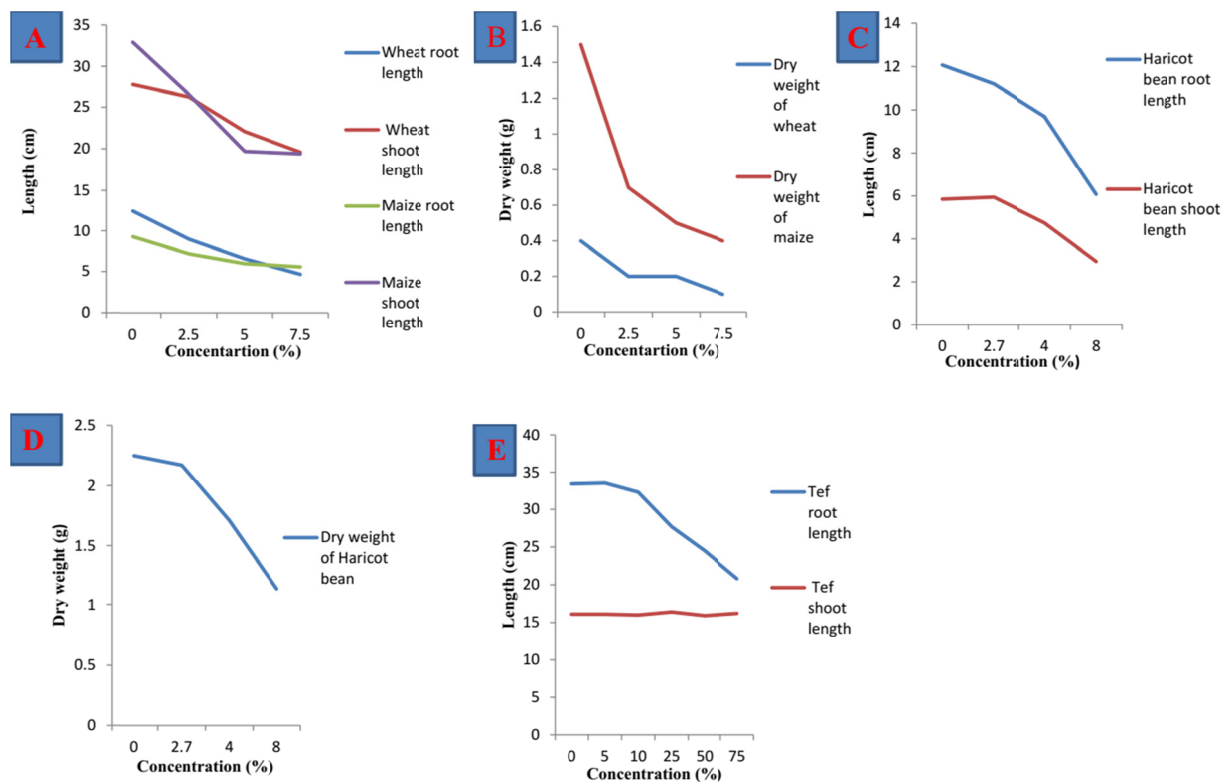 A
35
30
25
20
15
10
5
0
Length (cm)
0 2.5 5 7.5
Concentartion (%)
Wheat root
length
Wheat
shoot
length
Maize root
length
Maize
shoot
length
B
1.6
1.4
1.2
1
0.8
0.6
0.4
0.2
0
Dry weight (g)
0 2.5 5 7.5
Concentartion (%)
Dry
weight
of
wheat
Dry
weight
of
maize
C
14
12
10
8
6
4
2
0
Length (cm)
0 2.7 4 8
Concentration (%)
Haricot
bean root
length
Haricot
bean shoot
length
D
2.5
2
1.5
1
0.5
0
Dry weight (g)
0 2.7 4 8
Concentration (%)
Dry weight
of Haricot
bean
E
40
35
30
25
20
15
10
5
0
Length (cm)
0 5 10 25 50 75
Concentration (%)
Tef
root
length
Tef
shoot
length